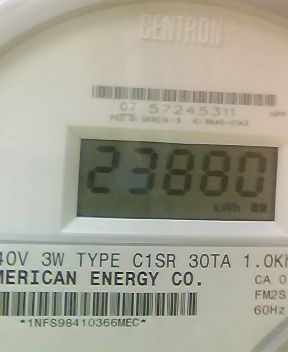 CENTRON
07 57245311
23880
kWh
40V 3W TYPE C1SR 30TA 1.0Kh
MERICAN ENERGY CO.
CA 0
FM2S
60Hz
*1NFS98410366MEC*